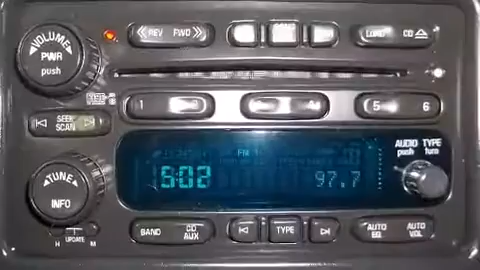 VOLUME
PWR
push
REV FWD
LOAD CD
1
5 6
SEEK
SCAN
FM
5:02 97.7
AUDIO TYPE
push turn
TUNE
INFO
H UPDATE M
BAND
CD
AUX
TYPE
AUTO
EQ
AUTO
VOL